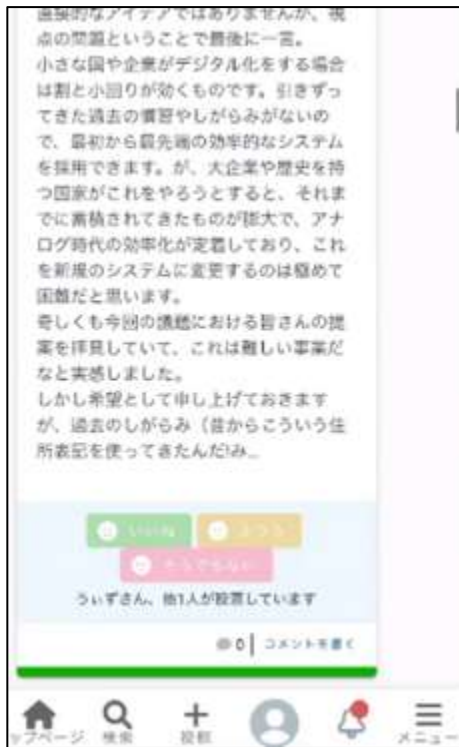 直接的なアイデアではありませんが、視
点の問題ということで最後に一言。
小さな国や企業がデジタル化をする場合
は割と小回りが効くものです。引きずっ
てきた過去の慣習やしがらみがないの
で、最初から最先端の効率的なシステム
を採用できます。が、大企業や歴史を持
つ国家がこれをやろうとすると、それま
でに蓄積されてきたものが膨大で、アナ
ログ時代の効率化が定着しており、これ
を新規のシステムに変更するのは極めて
困難だと思います。
奇しくも今回の議題における皆さんの提
案を拝見していて、これは難しい事業だ
なと実感しました。
しかし希望として申し上げておきます
が、過去のしがらみ（昔からこういう住
所表記を使ってきたんだ!み...
いいね ふつう
そうでもない
うぃずさん、他1人が投票しています
0 コメントを書く
ップページ 検索 投稿 メニュー